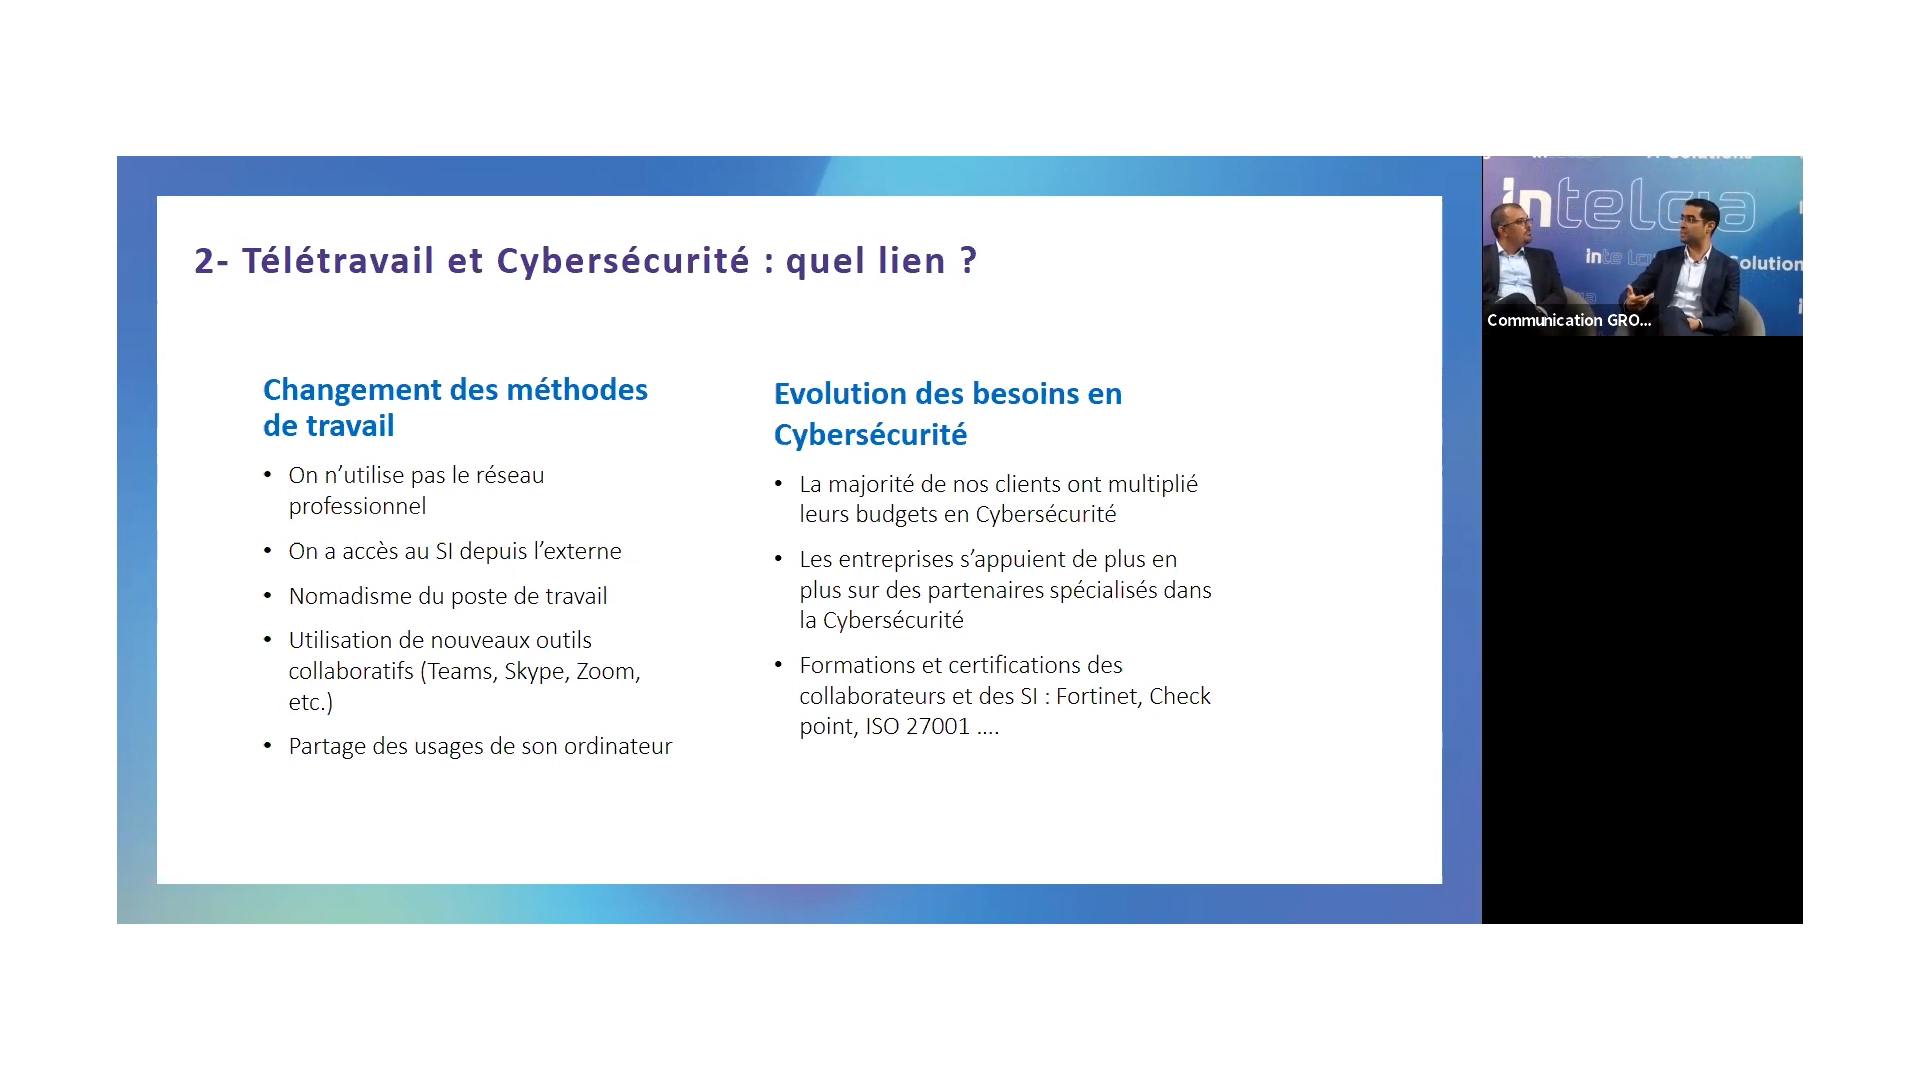 2- Télétravail et Cybersécurité : quel lien ?
Changement des méthodes
de travail
• On n’utilise pas le réseau
professionnel
• On a accès au SI depuis l’externe
• Nomadisme du poste de travail
• Utilisation de nouveaux outils
collaboratifs (Teams, Skype, Zoom,
etc.)
• Partage des usages de son ordinateur
Evolution des besoins en
Cybersécurité
• La majorité de nos clients ont multiplié
leurs budgets en Cybersécurité
• Les entreprises s’appuient de plus en
plus sur des partenaires spécialisés dans
la Cybersécurité
• Formations et certifications des
collaborateurs et des SI : Fortinet, Check
point, ISO 27001 ....
intelcia
Communication GRO...